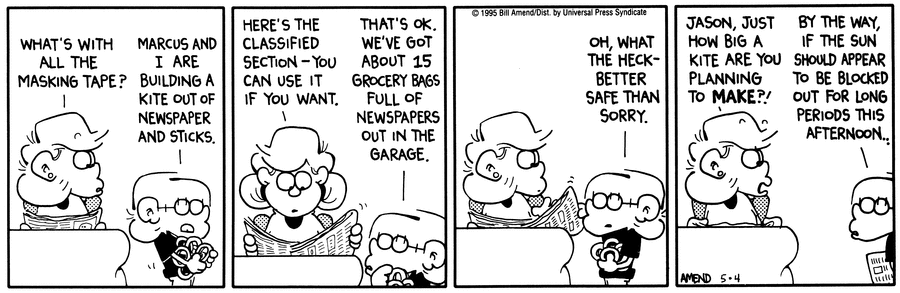 WHAT'S WITH
ALL THE
MASKING TAPE?
MARCUS AND
I ARE
BUILDING A
KITE OUT OF
NEWSPAPER
AND STICKS.
HERE'S THE
CLASSIFIED
SECTION-YOU
CAN USE IT
IF YOU WANT.
THAT'S OK.
WE'VE GOT
ABOUT 15
GROCERY BAGS
FULL OF
NEWSPAPERS
OUT IN THE
GARAGE.
© 1995 Bill Amend/Dist. by Universal Press Syndicate
OH, WHAT
THE HECK-
BETTER
SAFE THAN
SORRY.
JASON, JUST
HOW BIG A
KITE ARE YOU
PLANNING
TO MAKE?!
BY THE WAY,
IF THE SUN
SHOULD APPEAR
TO BE BLOCKED
OUT FOR LONG
PERIODS THIS
AFTERNOON...
AMEND 5·4